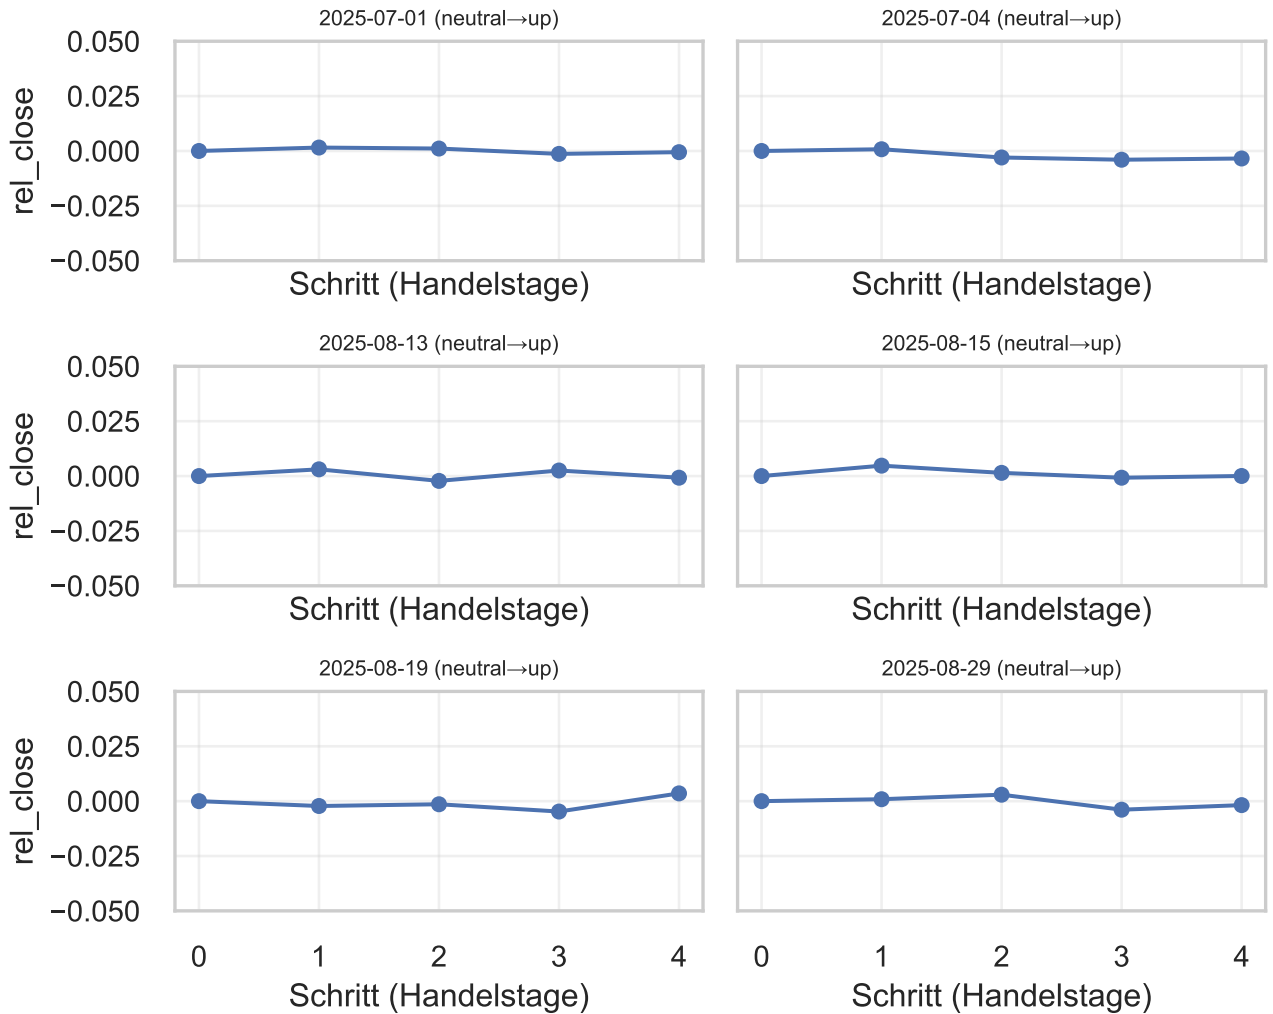 2025-07-01 (neutral→up)
2025-07-04 (neutral→up)
0.050
0.025
0.000
−0.025
−0.050
rel_close
Schritt (Handelstage)
Schritt (Handelstage)
2025-08-13 (neutral→up)
2025-08-15 (neutral→up)
0.050
0.025
0.000
−0.025
−0.050
rel_close
Schritt (Handelstage)
Schritt (Handelstage)
2025-08-19 (neutral→up)
2025-08-29 (neutral→up)
0.050
0.025
0.000
−0.025
−0.050
rel_close
0 1 2 3 4
0 1 2 3 4
Schritt (Handelstage)
Schritt (Handelstage)